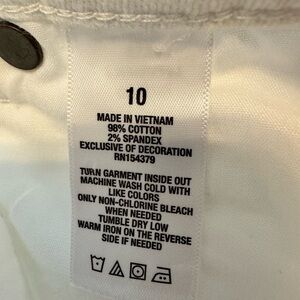 10
MADE IN VIETNAM
98% COTTON
2% SPANDEX
EXCLUSIVE OF DECORATION
RN154379
TURN GARMENT INSIDE OUT
MACHINE WASH COLD WITH
LIKE COLORS
ONLY NON-CHLORINE BLEACH
WHEN NEEDED
TUMBLE DRY LOW
WARM IRON ON THE REVERSE
SIDE IF NEEDED